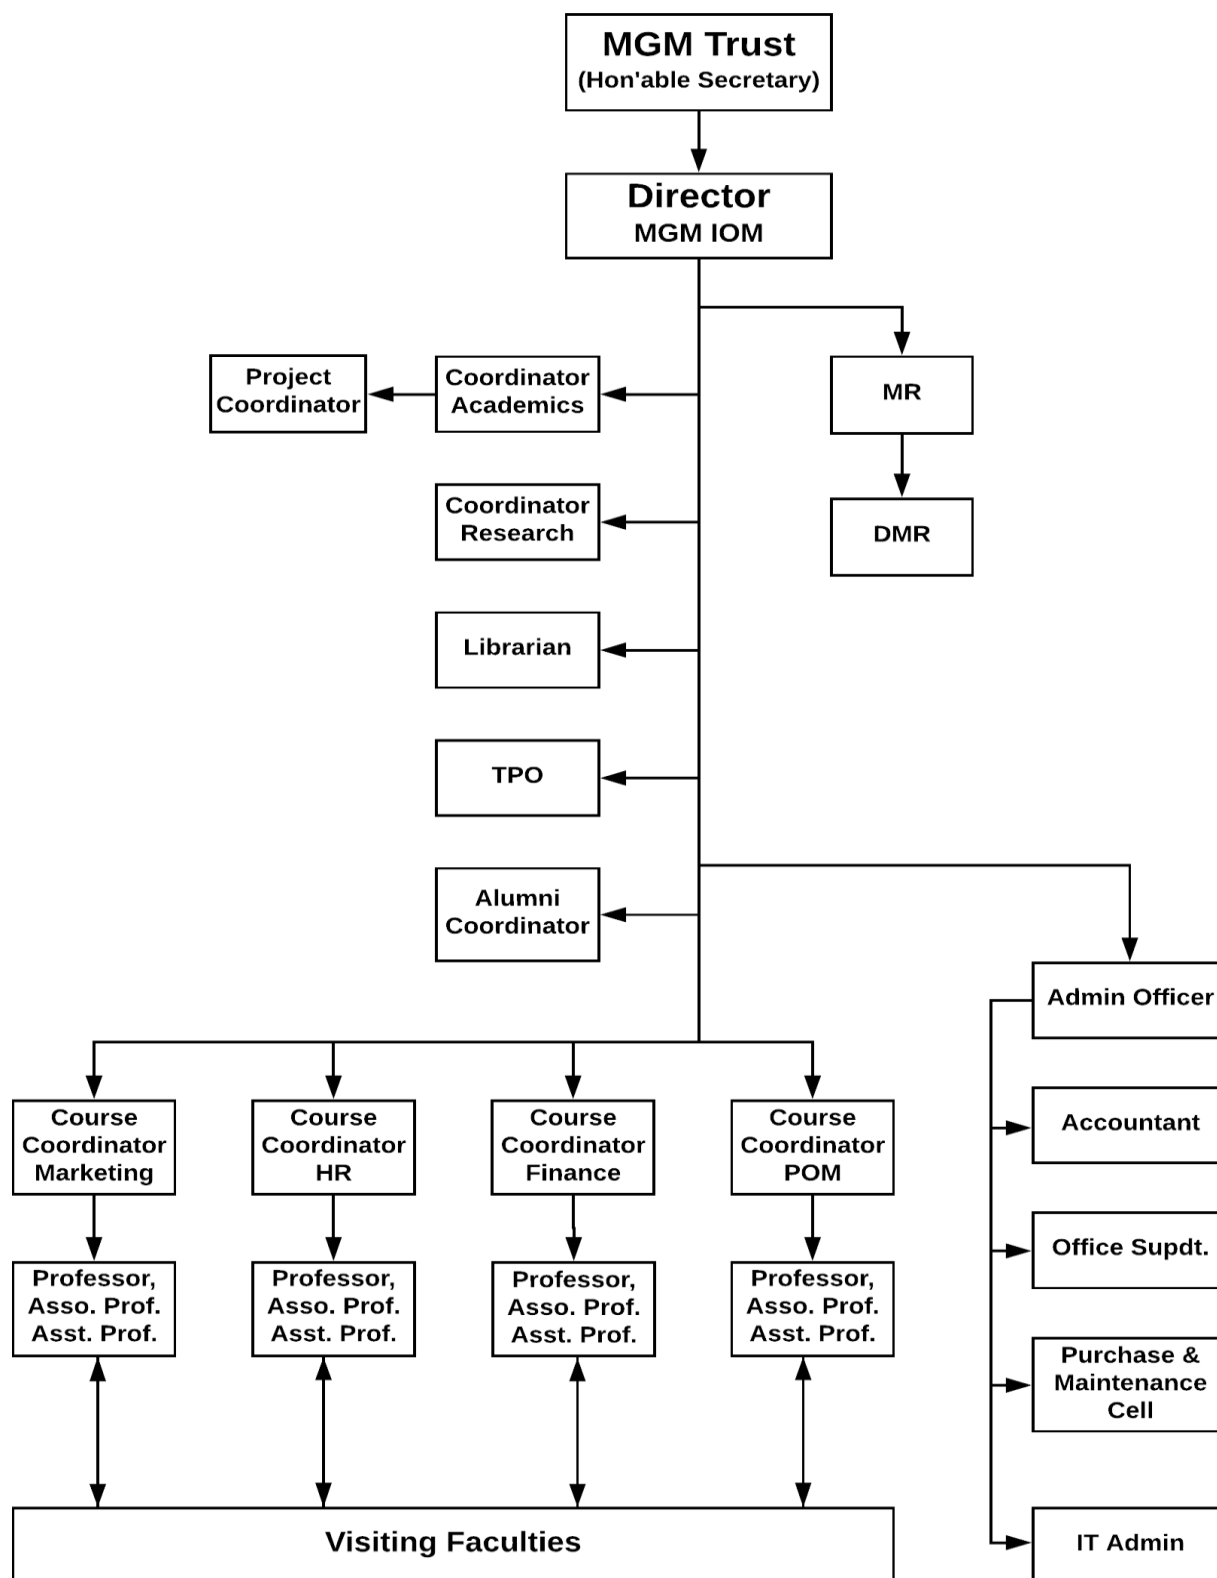 MGM Trust
(Hon'able Secretary)
Director
MGM IOM
Project
Coordinator
Coordinator
Academics
MR
Coordinator
Research
DMR
Librarian
TPO
Alumni
Coordinator
Admin Officer
Course
Coordinator
Marketing
Course
Coordinator
HR
Course
Coordinator
Finance
Course
Coordinator
POM
Accountant
Professor,
Asso. Prof.
Asst. Prof.
Professor,
Asso. Prof.
Asst. Prof.
Professor,
Asso. Prof.
Asst. Prof.
Professor,
Asso. Prof.
Asst. Prof.
Office Supdt.
Purchase &
Maintenance
Cell
Visiting Faculties
IT Admin